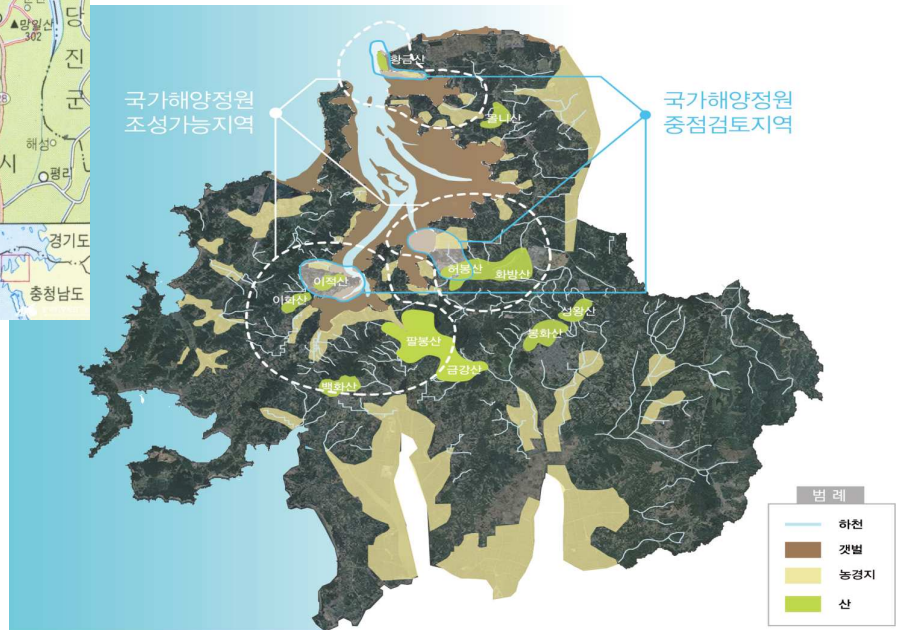 망일산
302
당
진
군
시
해성
평리
경기도
충청남도
황금산
국가해양정원
조성가능지역
국가해양정원
중점검토지역
물니산
허봉산
화방산
이적산
이화산
성왕산
봉화산
팔봉산
금강산
백화산
범 례
하천
갯벌
농경지
산